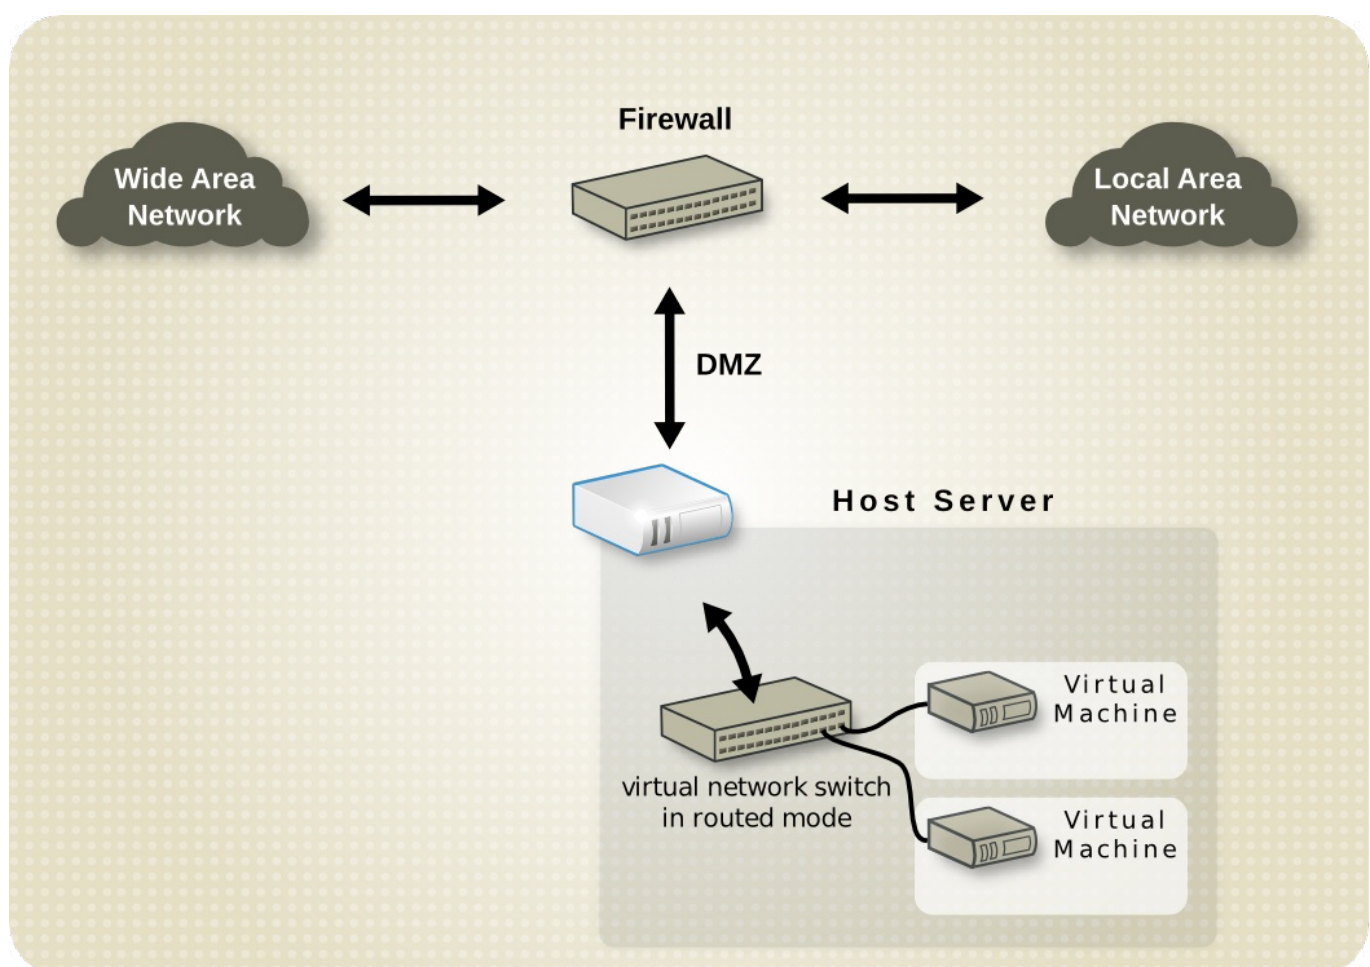 Firewall
Wide Area
Network
Local Area
Network
DMZ
Host Server
Virtual
Machine
virtual network switch
in routed mode
Virtual
Machine